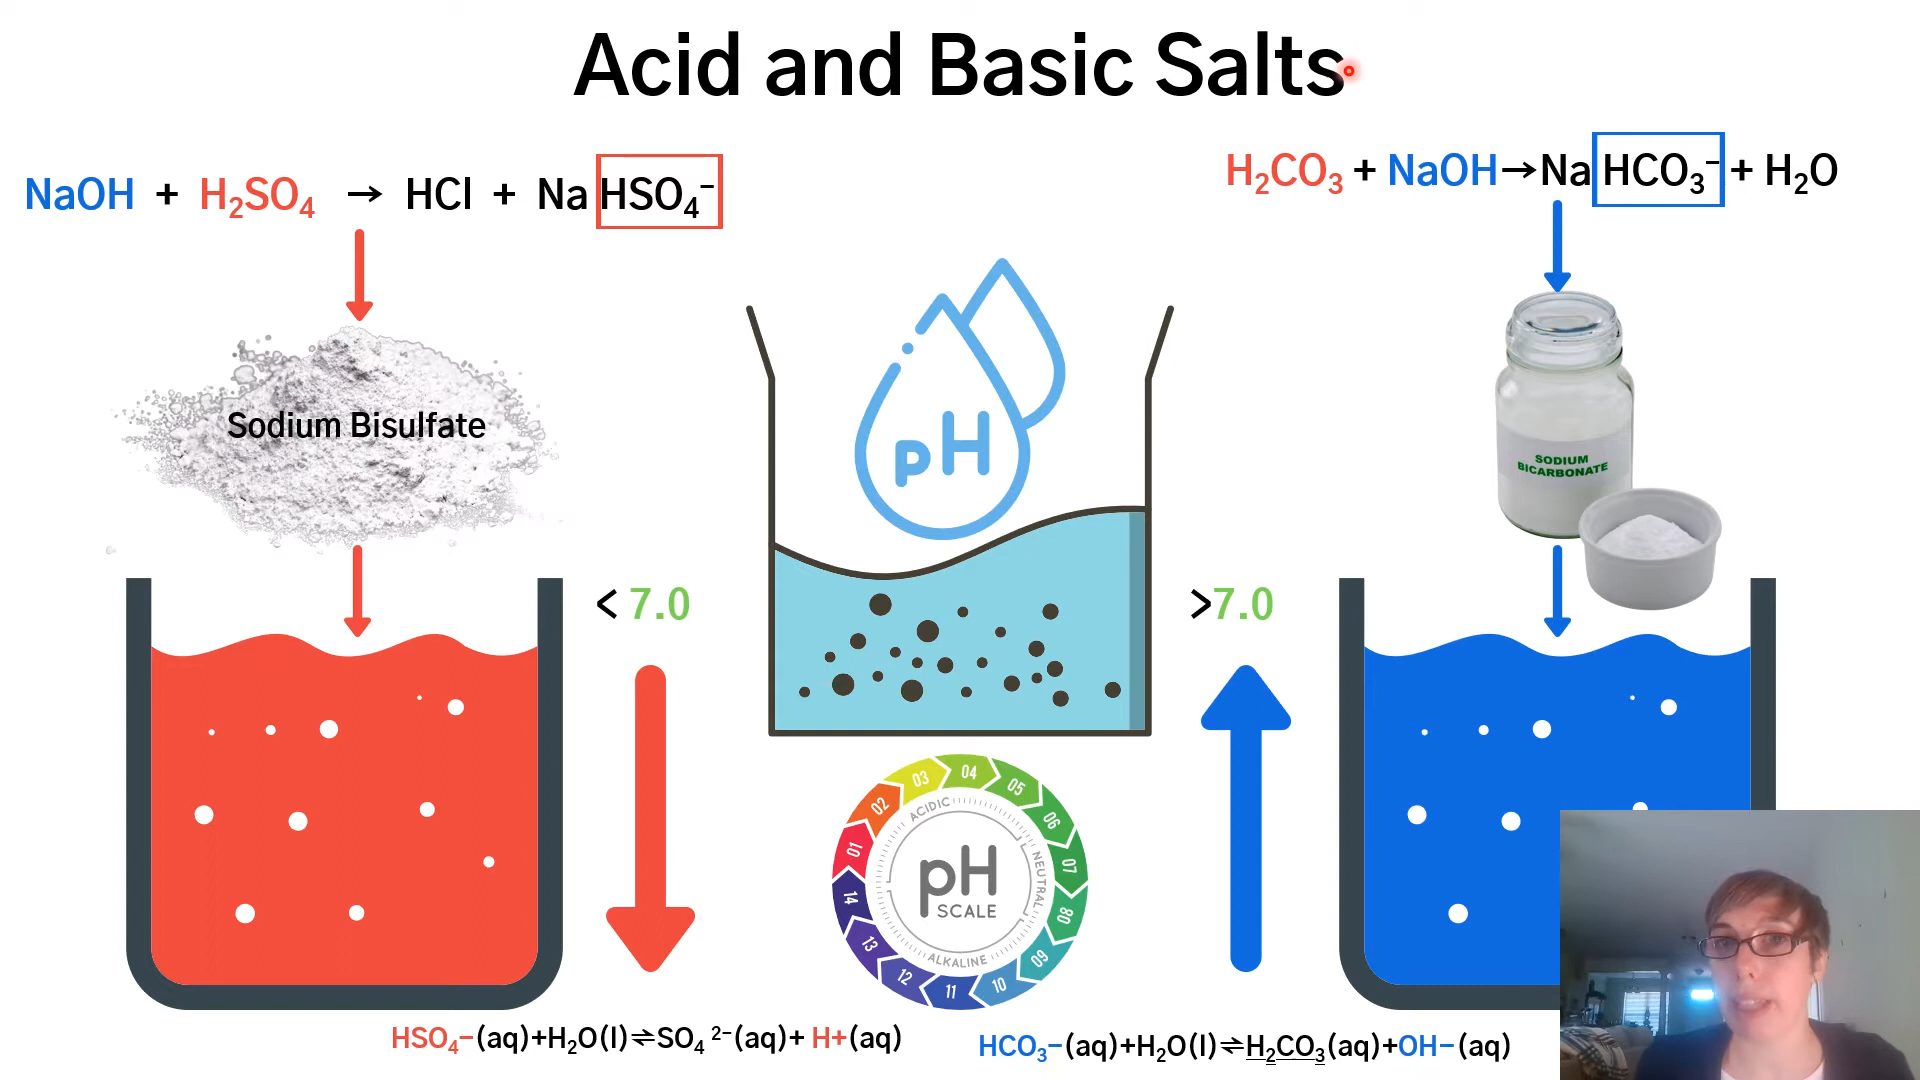 Acid and Basic Salts
NaOH + H₂SO₄ → HCl + Na HSO₄⁻
H₂CO₃ + NaOH→Na HCO₃⁻ + H₂O
Sodium Bisulfate
SODIUM
BICARBONATE
pH
< 7.0
>7.0
01
02
03
04
05
06
07
08
09
10
11
12
13
14
ACIDIC
NEUTRAL
ALKALINE
pH
SCALE
HSO₄−(aq)+H₂O(l)⇌SO₄ ²⁻(aq)+ H+(aq)
HCO₃−(aq)+H₂O(l)⇌H₂CO₃(aq)+OH−(aq)